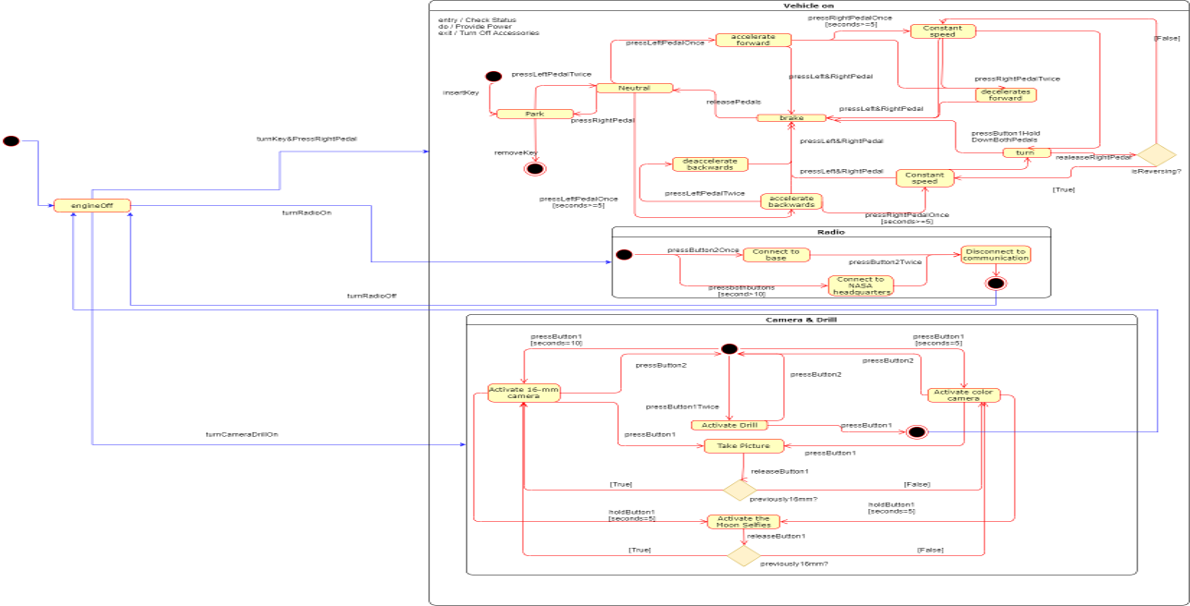 Vehicle on
entry / Check Status
do / Provide Power
exit / Turn Off Accessories
pressRightPedalOnce
[seconds>=5]
Constant
speed
[False]
accelerate
forward
pressLeftPedalOnce
pressLeftPedalTwice
pressLeft&RightPedal
pressRightPedalTwice
insertKey
Neutral
decelerates
forward
releasePedals
pressLeft&RightPedal
Park
pressRightPedal
brake
turnKey&PressRightPedal
pressLeft&RightPedal
pressButton1Hold
DownBothPedals
removeKey
turn
realeaseRightPedal
deaccelerate
backwards
pressLeft&RightPedal
Constant
speed
isReversing?
[True]
pressLeftPedalTwice
pressLeftPedalOnce
[seconds>=5]
accelerate
backwards
engineOff
turnRadioOn
pressRightPedalOnce
[seconds>=5]
Radio
pressButton2Once
Connect to
base
pressButton2Twice
Disconnect to
communication
Connect to
NASA
headquarters
pressbothbuttons
[second>10]
turnRadioOff
Camera & Drill
pressButton1
[seconds=10]
pressButton1
[seconds=5]
pressButton2
pressButton2
pressButton2
Activate 16-mm
camera
Activate color
camera
pressButton1Twice
Activate Drill
pressButton1
turnCameraDrillOn
pressButton1
Take Picture
pressButton1
releaseButton1
[True]
[False]
previously16mm?
holdButton1
[seconds=5]
holdButton1
[seconds=5]
Activate the
Moon Selfies
releaseButton1
[True]
[False]
previously16mm?